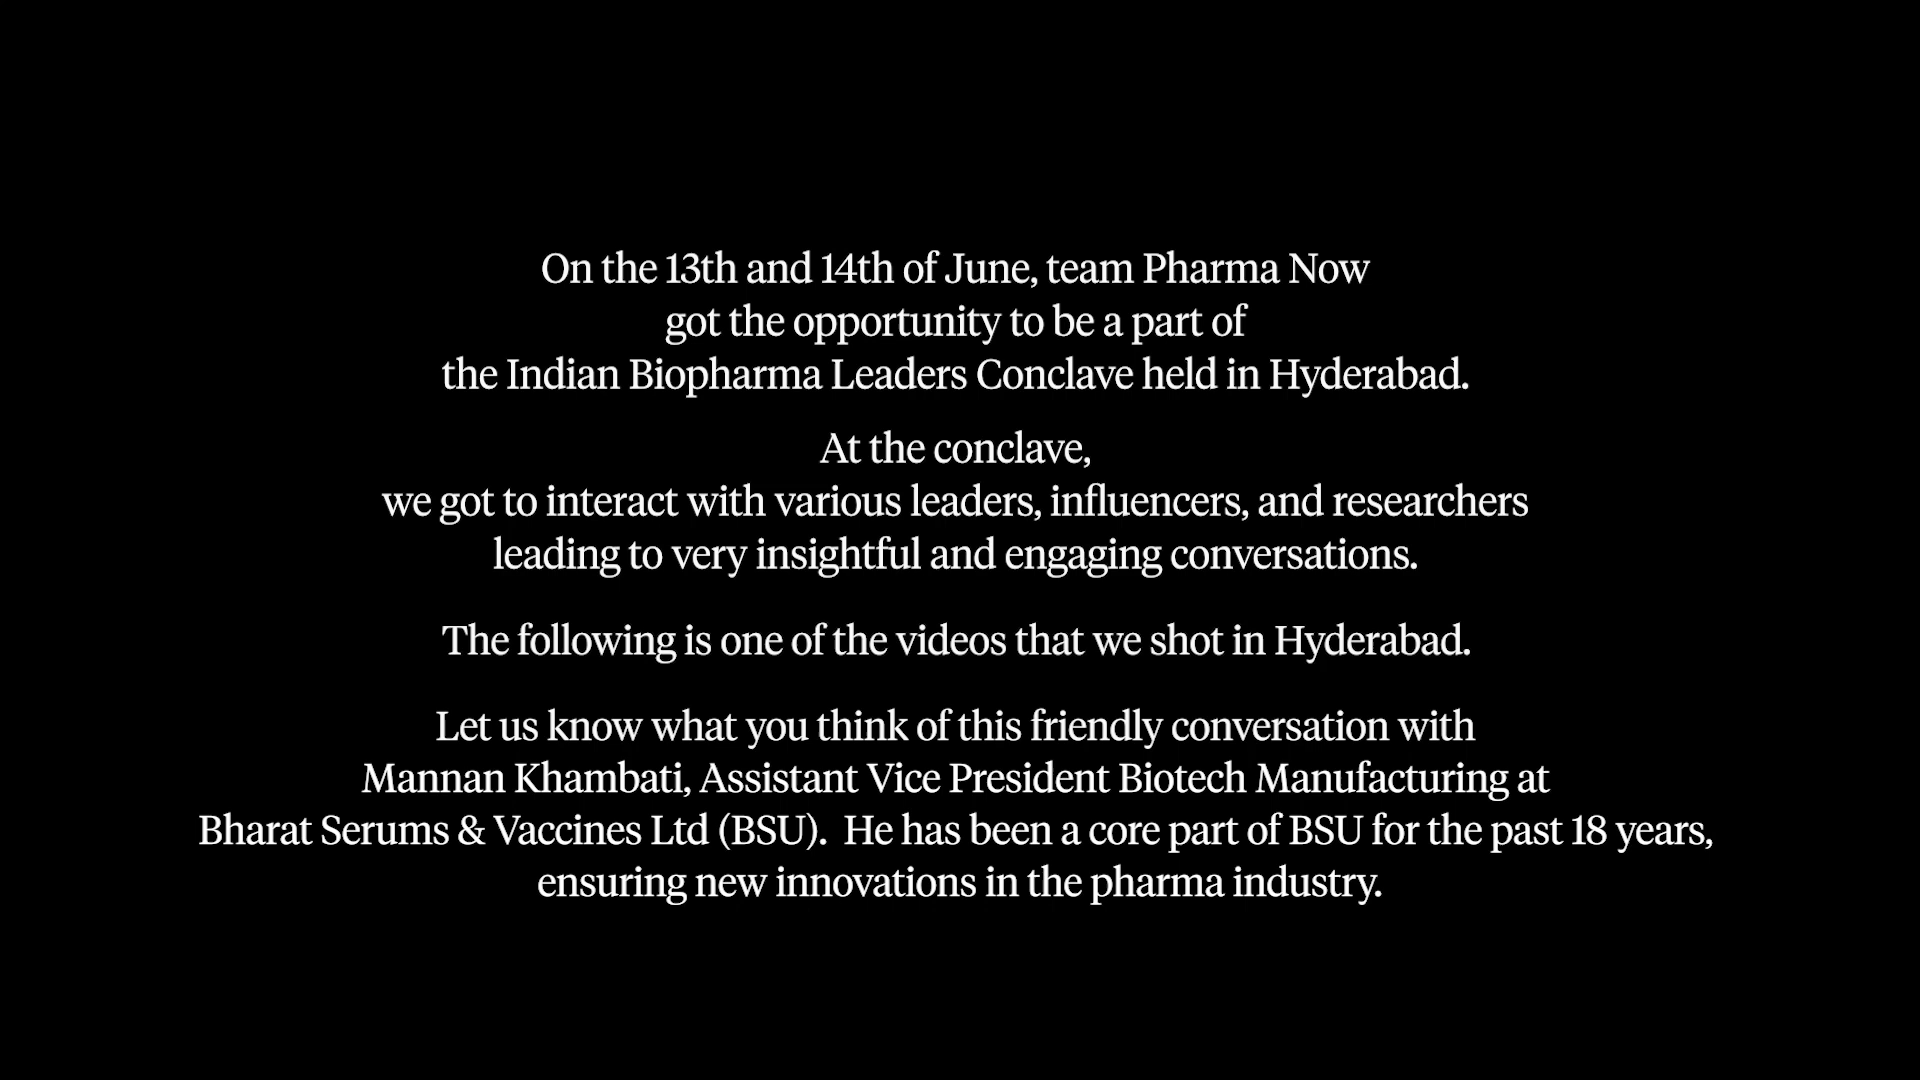 On the 13th and 14th of June, team Pharma Now
got the opportunity to be a part of
the Indian Biopharma Leaders Conclave held in Hyderabad.
At the conclave,
we got to interact with various leaders, influencers, and researchers
leading to very insightful and engaging conversations.
The following is one of the videos that we shot in Hyderabad.
Let us know what you think of this friendly conversation with
Mannan Khambati, Assistant Vice President Biotech Manufacturing at
Bharat Serums & Vaccines Ltd (BSU).  He has been a core part of BSU for the past 18 years,
ensuring new innovations in the pharma industry.